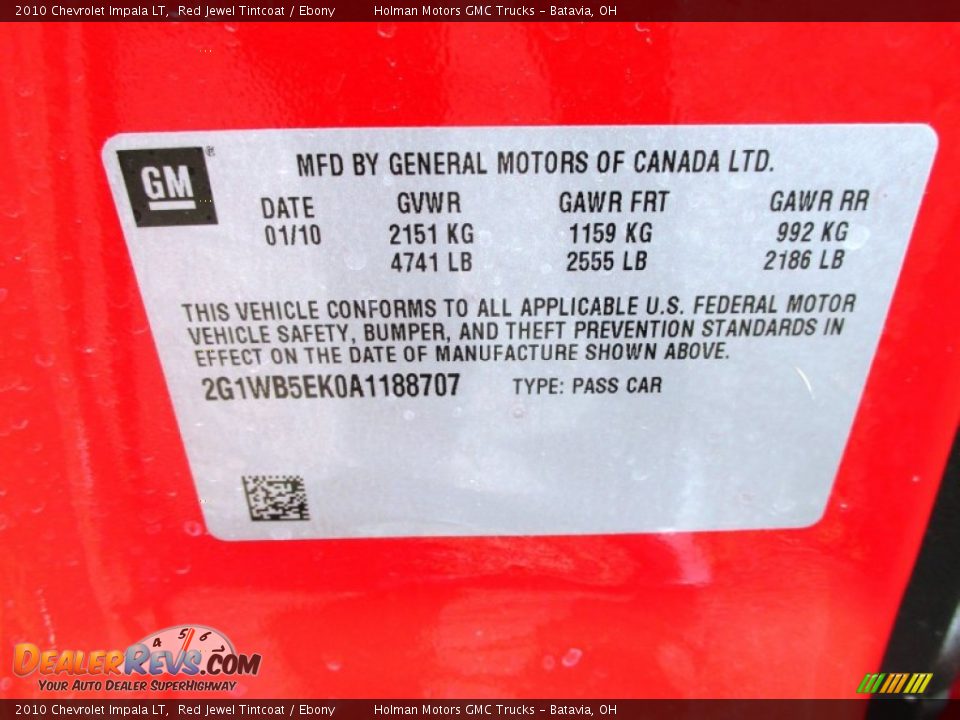 2010 Chevrolet Impala LT,  Red Jewel Tintcoat / Ebony  Holman Motors GMC Trucks - Batavia, OH
GM®
MFD BY GENERAL MOTORS OF CANADA LTD.
DATE GVWR GAWR FRT GAWR RR
01/10 2151 KG 1159 KG 992 KG
4741 LB 2555 LB 2186 LB
THIS VEHICLE CONFORMS TO ALL APPLICABLE U.S. FEDERAL MOTOR
VEHICLE SAFETY, BUMPER, AND THEFT PREVENTION STANDARDS IN
EFFECT ON THE DATE OF MANUFACTURE SHOWN ABOVE.
2G1WB5EK0A1188707 TYPE: PASS CAR
4 5 6
DEALERREVS.COM
YOUR AUTO DEALER SUPERHIGHWAY
2010 Chevrolet Impala LT,  Red Jewel Tintcoat / Ebony  Holman Motors GMC Trucks - Batavia, OH